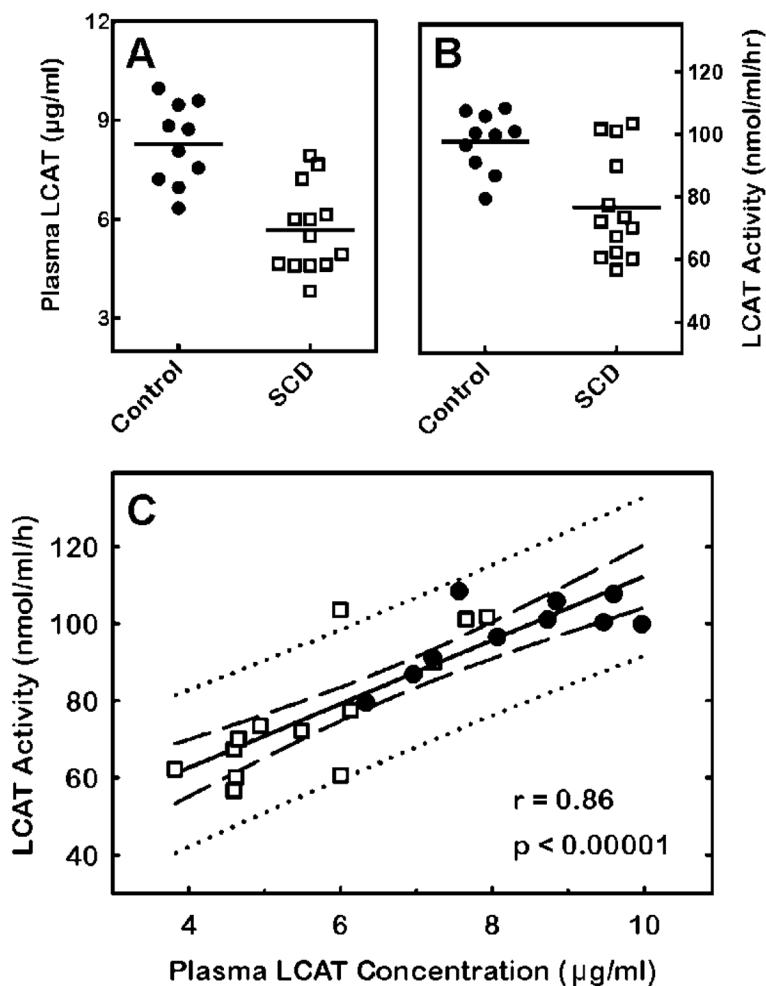 A
Plasma LCAT (μg/ml)
12
9
6
3
Control
SCD
B
LCAT Activity (nmol/ml/hr)
120
100
80
60
40
Control
SCD
C
LCAT Activity (nmol/ml/h)
120
100
80
60
40
r = 0.86
p < 0.00001
4 6 8 10
Plasma LCAT Concentration (μg/ml)